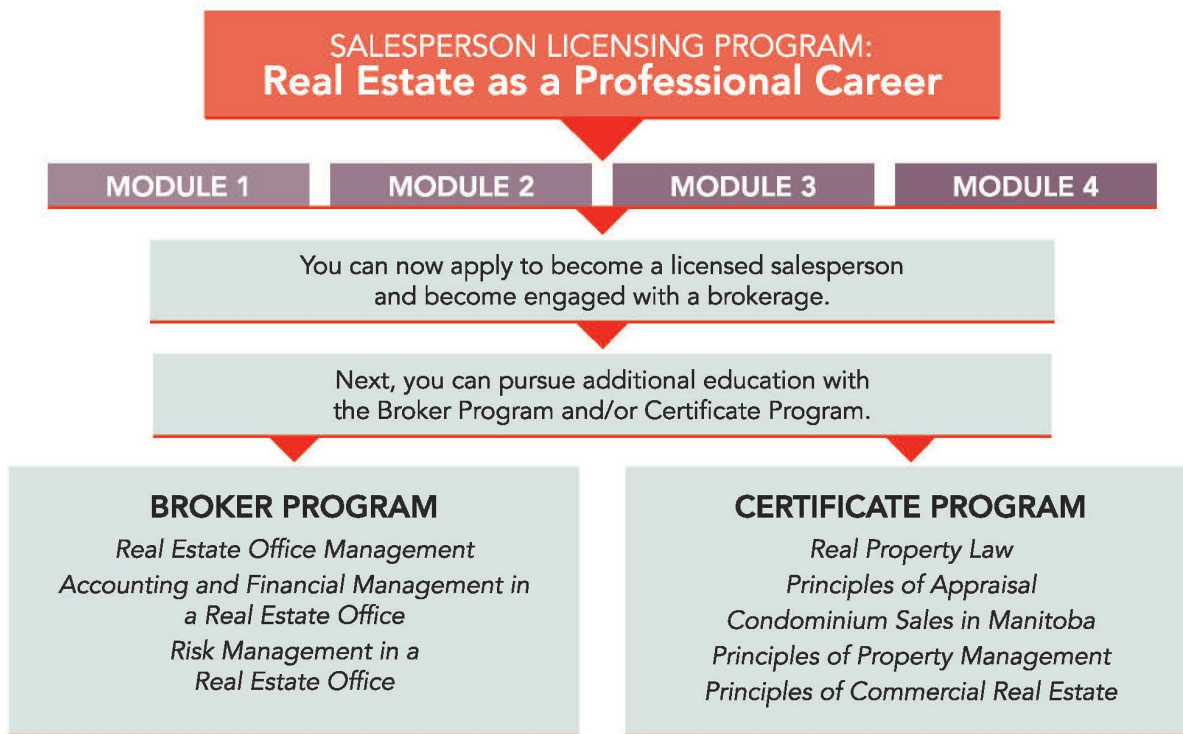 SALESPERSON LICENSING PROGRAM:
Real Estate as a Professional Career
MODULE 1
MODULE 2
MODULE 3
MODULE 4
You can now apply to become a licensed salesperson
and become engaged with a brokerage.
Next, you can pursue additional education with
the Broker Program and/or Certificate Program.
BROKER PROGRAM
Real Estate Office Management
Accounting and Financial Management in
a Real Estate Office
Risk Management in a
Real Estate Office
CERTIFICATE PROGRAM
Real Property Law
Principles of Appraisal
Condominium Sales in Manitoba
Principles of Property Management
Principles of Commercial Real Estate